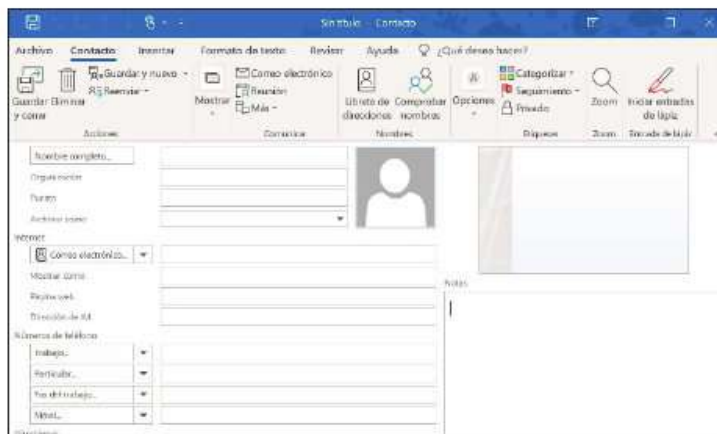 Sin título - Contacto
Archivo Contacto Insertar Formato de texto Revisar Ayuda ¿Qué desea hacer?
Guardar y cerrar
Eliminar
Guardar y nuevo
Reenviar
Acciones
Mostrar
Correo electrónico
Reunión
Más
Comunicar
Libreta de direcciones
Comprobar nombres
Nombres
Opciones
Categorizar
Seguimiento
Privado
Etiquetas
Zoom
Zoom
Iniciar entradas de lápiz
Entrada de lápiz
Nombre completo...
Organización
Puesto
Archivar como
Internet
Correo electrónico...
Mostrar como
Página web
Dirección de IM
Números de teléfono
Trabajo...
Particular...
Fax del trabajo...
Móvil...
Notas